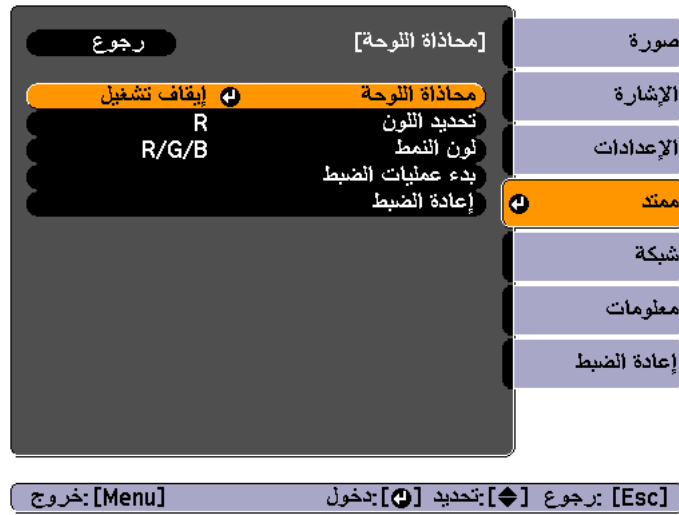 [محاذاة اللوحة] رجوع
محاذاة اللوحة إيقاف تشغيل
تحديد اللون R
لون النمط R/G/B
بدء عمليات الضبط
إعادة الضبط
صورة
الإشارة
الإعدادات
ممتد
شبكة
معلومات
إعادة الضبط
[Esc] :رجوع [◆]:تحديد [↵]:دخول [Menu]:خروج